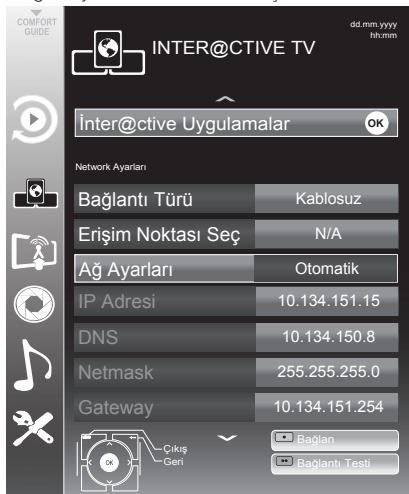 COMFORT
GUIDE
INTER@CTIVE TV
dd.mm.yyyy
hh:mm
İnter@ctive Uygulamalar OK
Network Ayarları
Bağlantı Türü Kablosuz
Erişim Noktası Seç N/A
Ağ Ayarları Otomatik
IP Adresi 10.134.151.15
DNS 10.134.150.8
Netmask 255.255.255.0
Gateway 10.134.151.254
OK
Çıkış
Geri
Bağlan
Bağlantı Testi